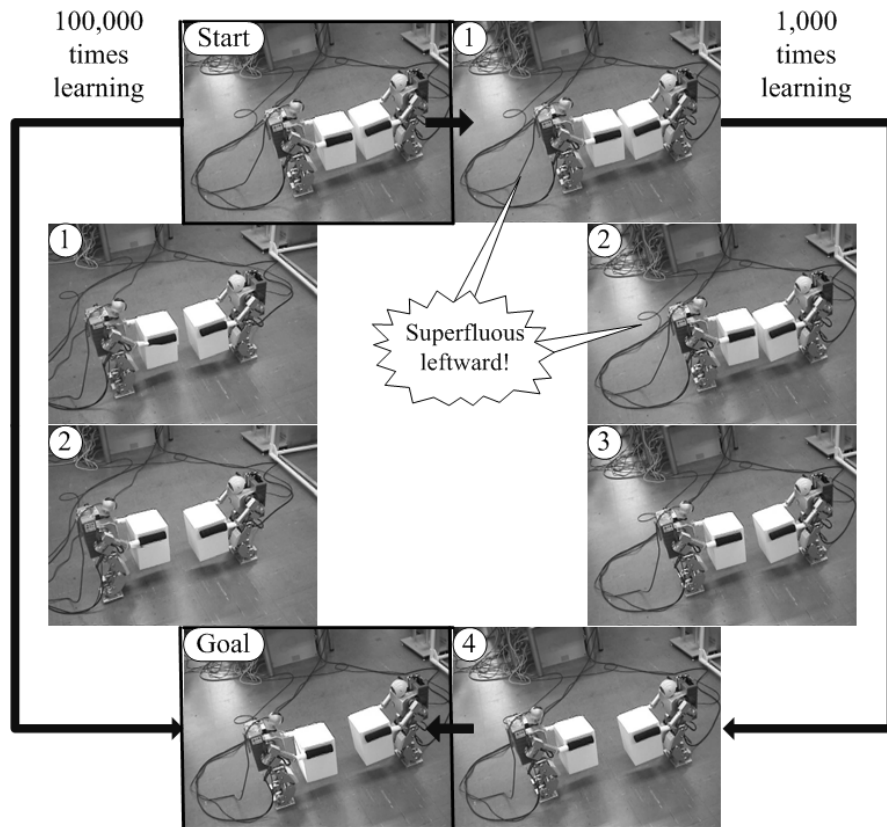 100,000
times
learning
Start
1
1,000
times
learning
1
2
Superfluous
leftward!
2
3
Goal
4